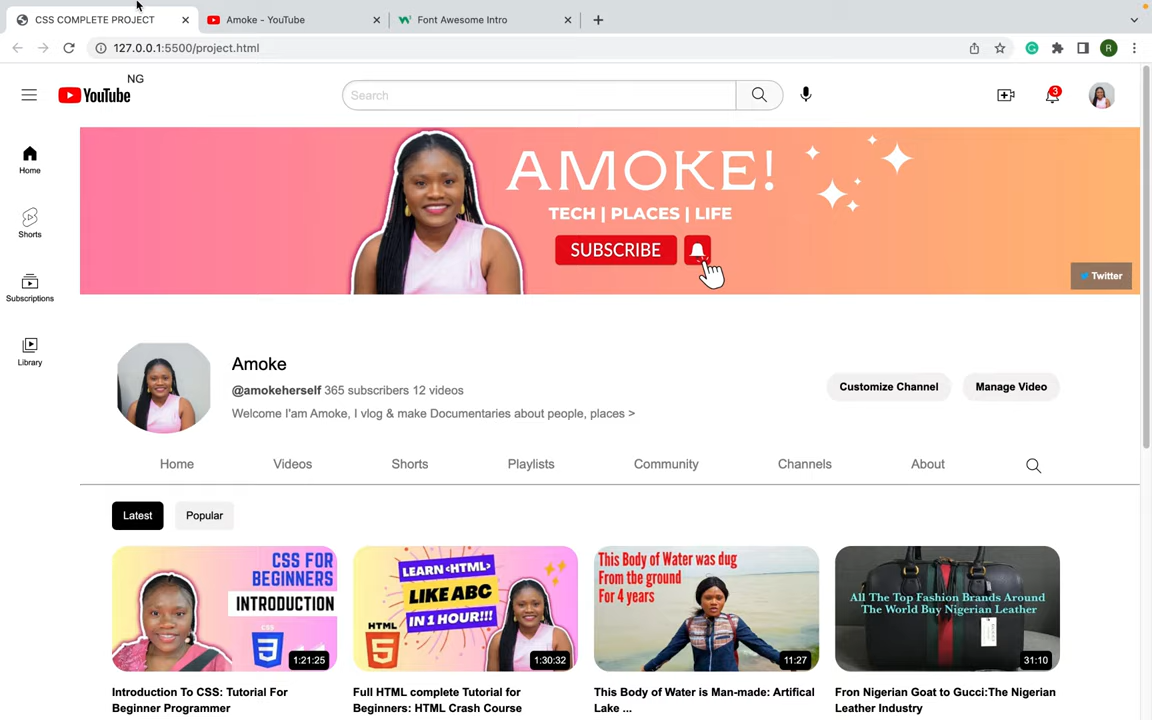 CSS COMPLETE PROJECT
Amoke - YouTube
Font Awesome Intro
127.0.0.1:5500/project.html
R
NG
YouTube
Search
3
Home
Shorts
Subscriptions
Library
AMOKE!
TECH | PLACES | LIFE
SUBSCRIBE
Twitter
Amoke
@amokeherself 365 subscribers 12 videos
Welcome I'am Amoke, I vlog & make Documentaries about people, places >
Customize Channel
Manage Video
Home
Videos
Shorts
Playlists
Community
Channels
About
Latest
Popular
CSS FOR
BEGINNERS
INTRODUCTION
CSS
3
1:21:25
Introduction To CSS: Tutorial For
Beginner Programmer
LEARN <HTML>
LIKE ABC
IN 1 HOUR!!!
HTML
5
1:30:32
Full HTML complete Tutorial for
Beginners: HTML Crash Course
This Body of Water was dug
From the ground
For 4 years
11:27
This Body of Water is Man-made: Artifical
Lake ...
All The Top Fashion Brands Around
The World Buy Nigerian Leather
31:10
Fron Nigerian Goat to Gucci:The Nigerian
Leather Industry